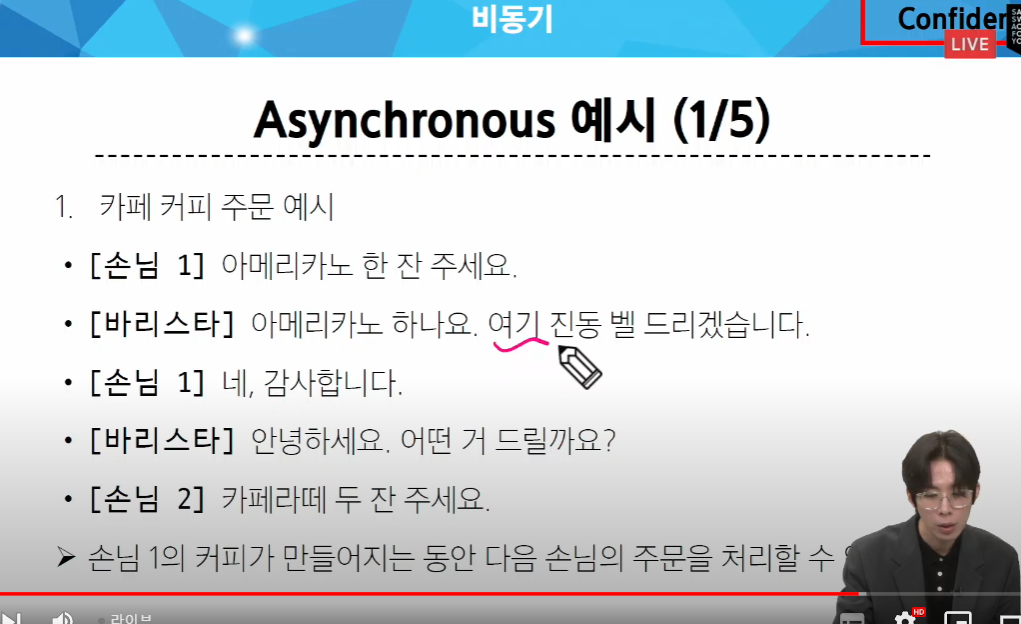 비동기
LIVE
Asynchronous 예시 (1/5)
1. 카페 커피 주문 예시
• [손님 1] 아메리카노 한 잔 주세요.
• [바리스타] 아메리카노 하나요. 여기 진동 벨 드리겠습니다.
• [손님 1] 네, 감사합니다.
• [바리스타] 안녕하세요. 어떤 거 드릴까요?
• [손님 2] 카페라떼 두 잔 주세요.
➢ 손님 1의 커피가 만들어지는 동안 다음 손님의 주문을 처리할 수
라이브
HD